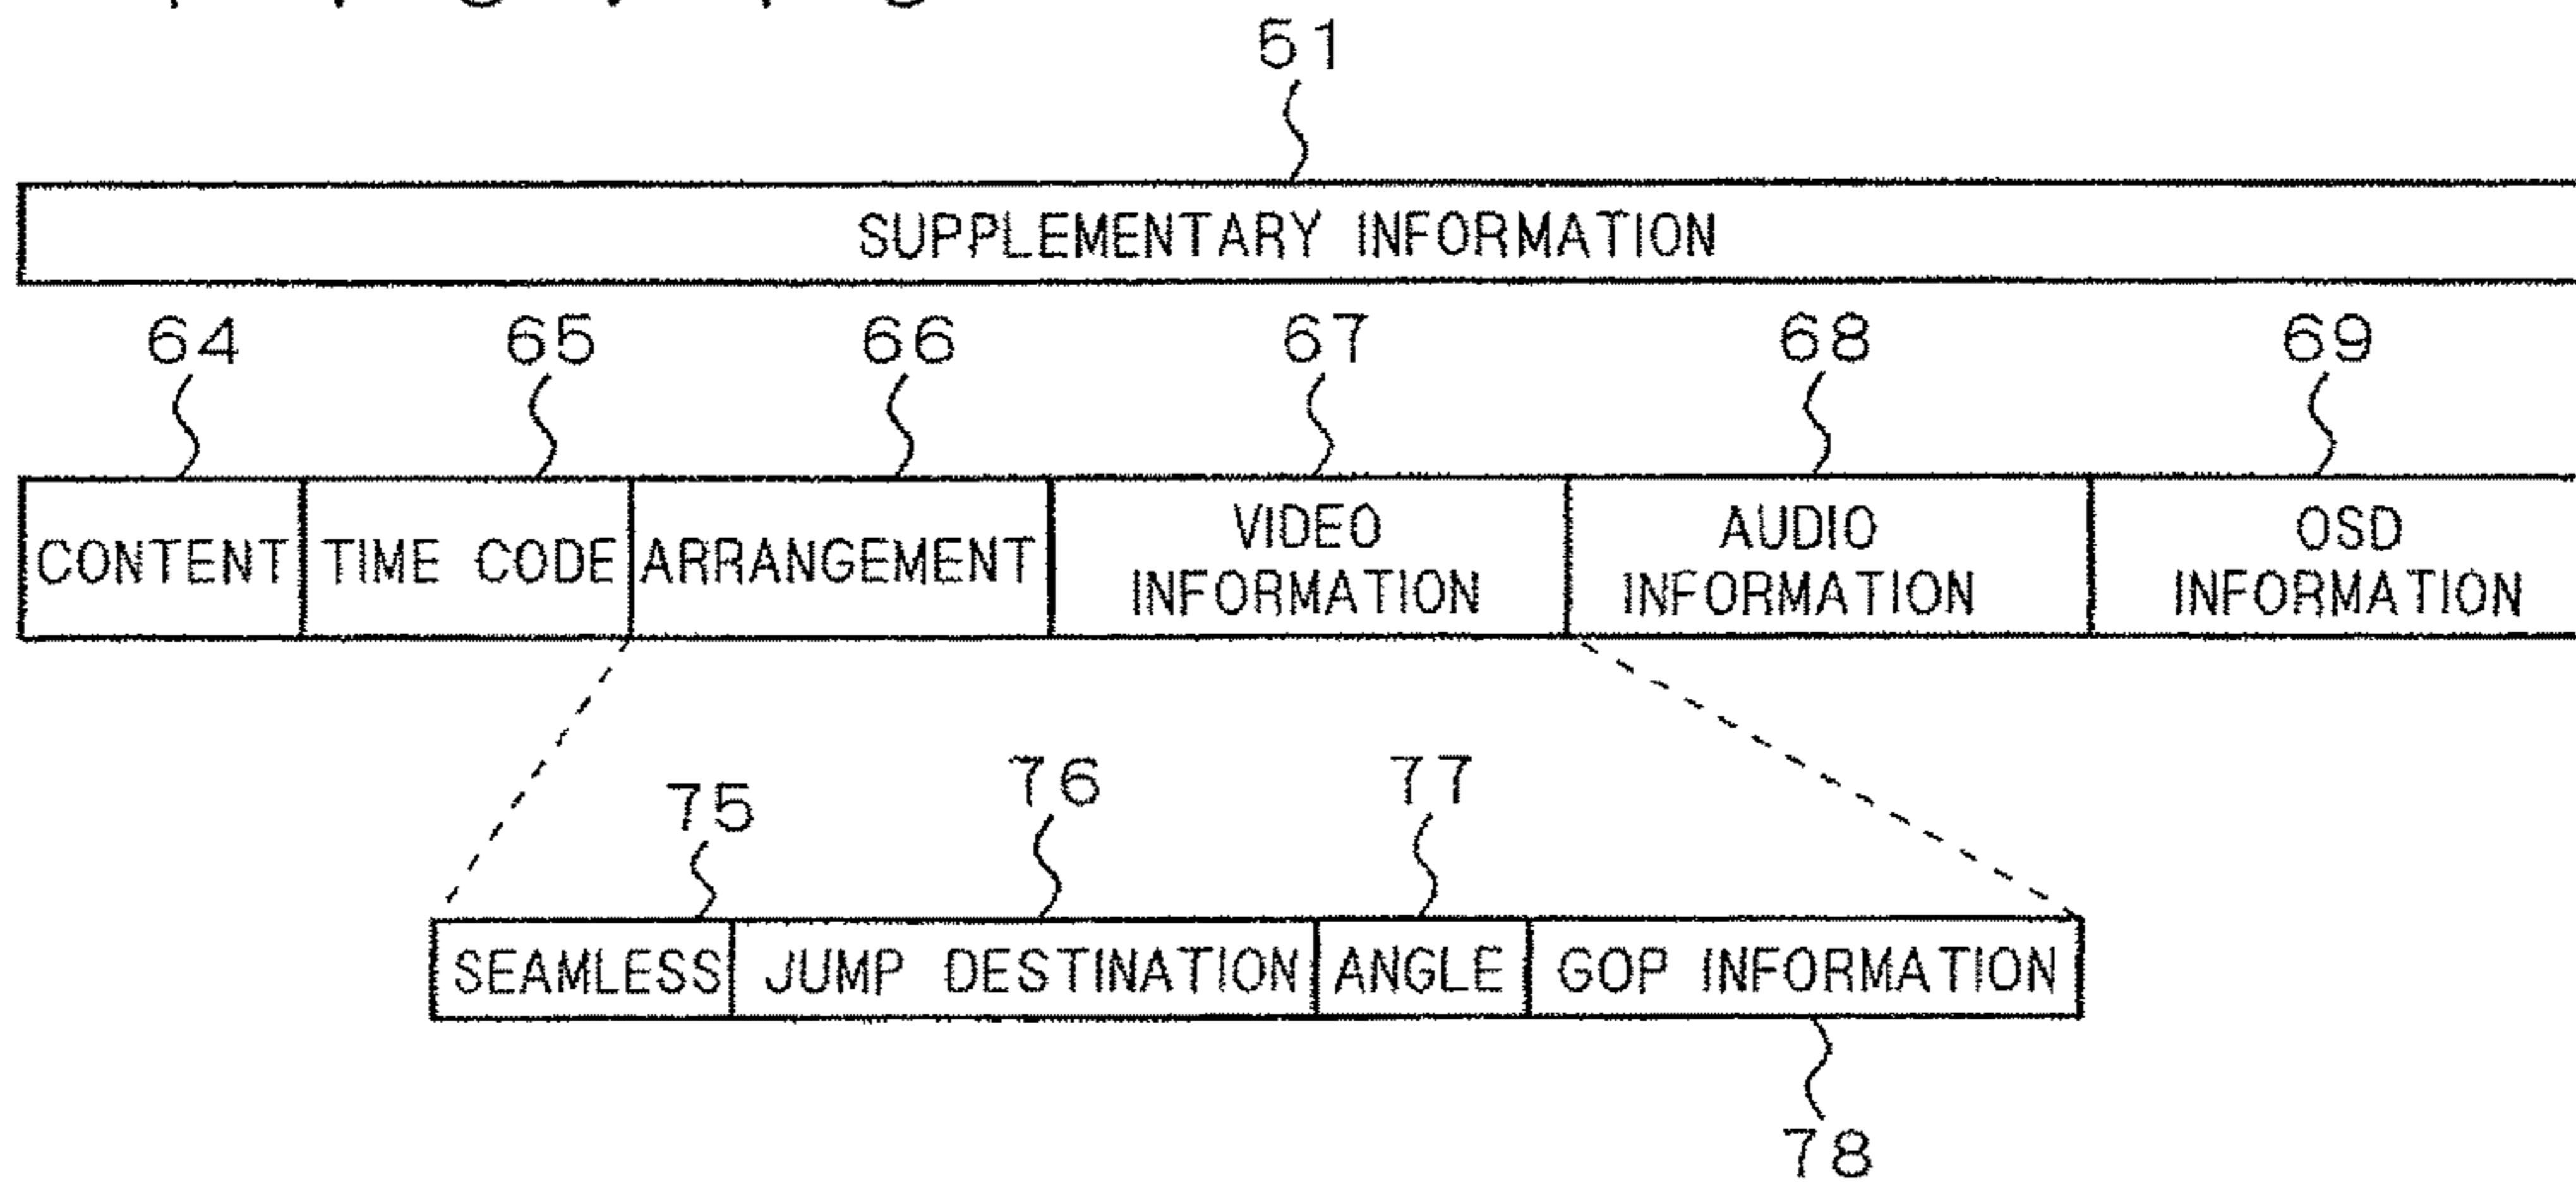 51
SUPPLEMENTARY INFORMATION
64 65 66 67 68 69
CONTENT
TIME CODE
ARRANGEMENT
VIDEO
INFORMATION
AUDIO
INFORMATION
OSD
INFORMATION
75 76 77
SEAMLESS JUMP DESTINATION ANGLE GOP INFORMATION
78